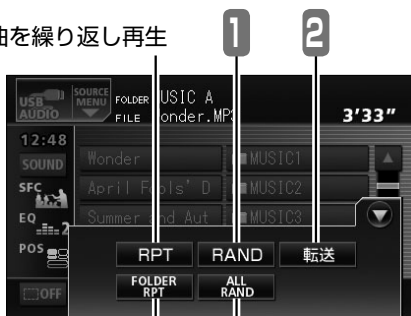 曲を繰り返し再生
1
2
USB AUDIO
SOURCE MENU
FOLDER USIC A
FILE onder.MP3
3'33"
12:48
SOUND
Wonder
MUSIC1
SFC
April Fools' D
MUSIC2
EQ
2
Summer and Aut
MUSIC3
POS
RPT
RAND
転送
OFF
FOLDER RPT
ALL RAND